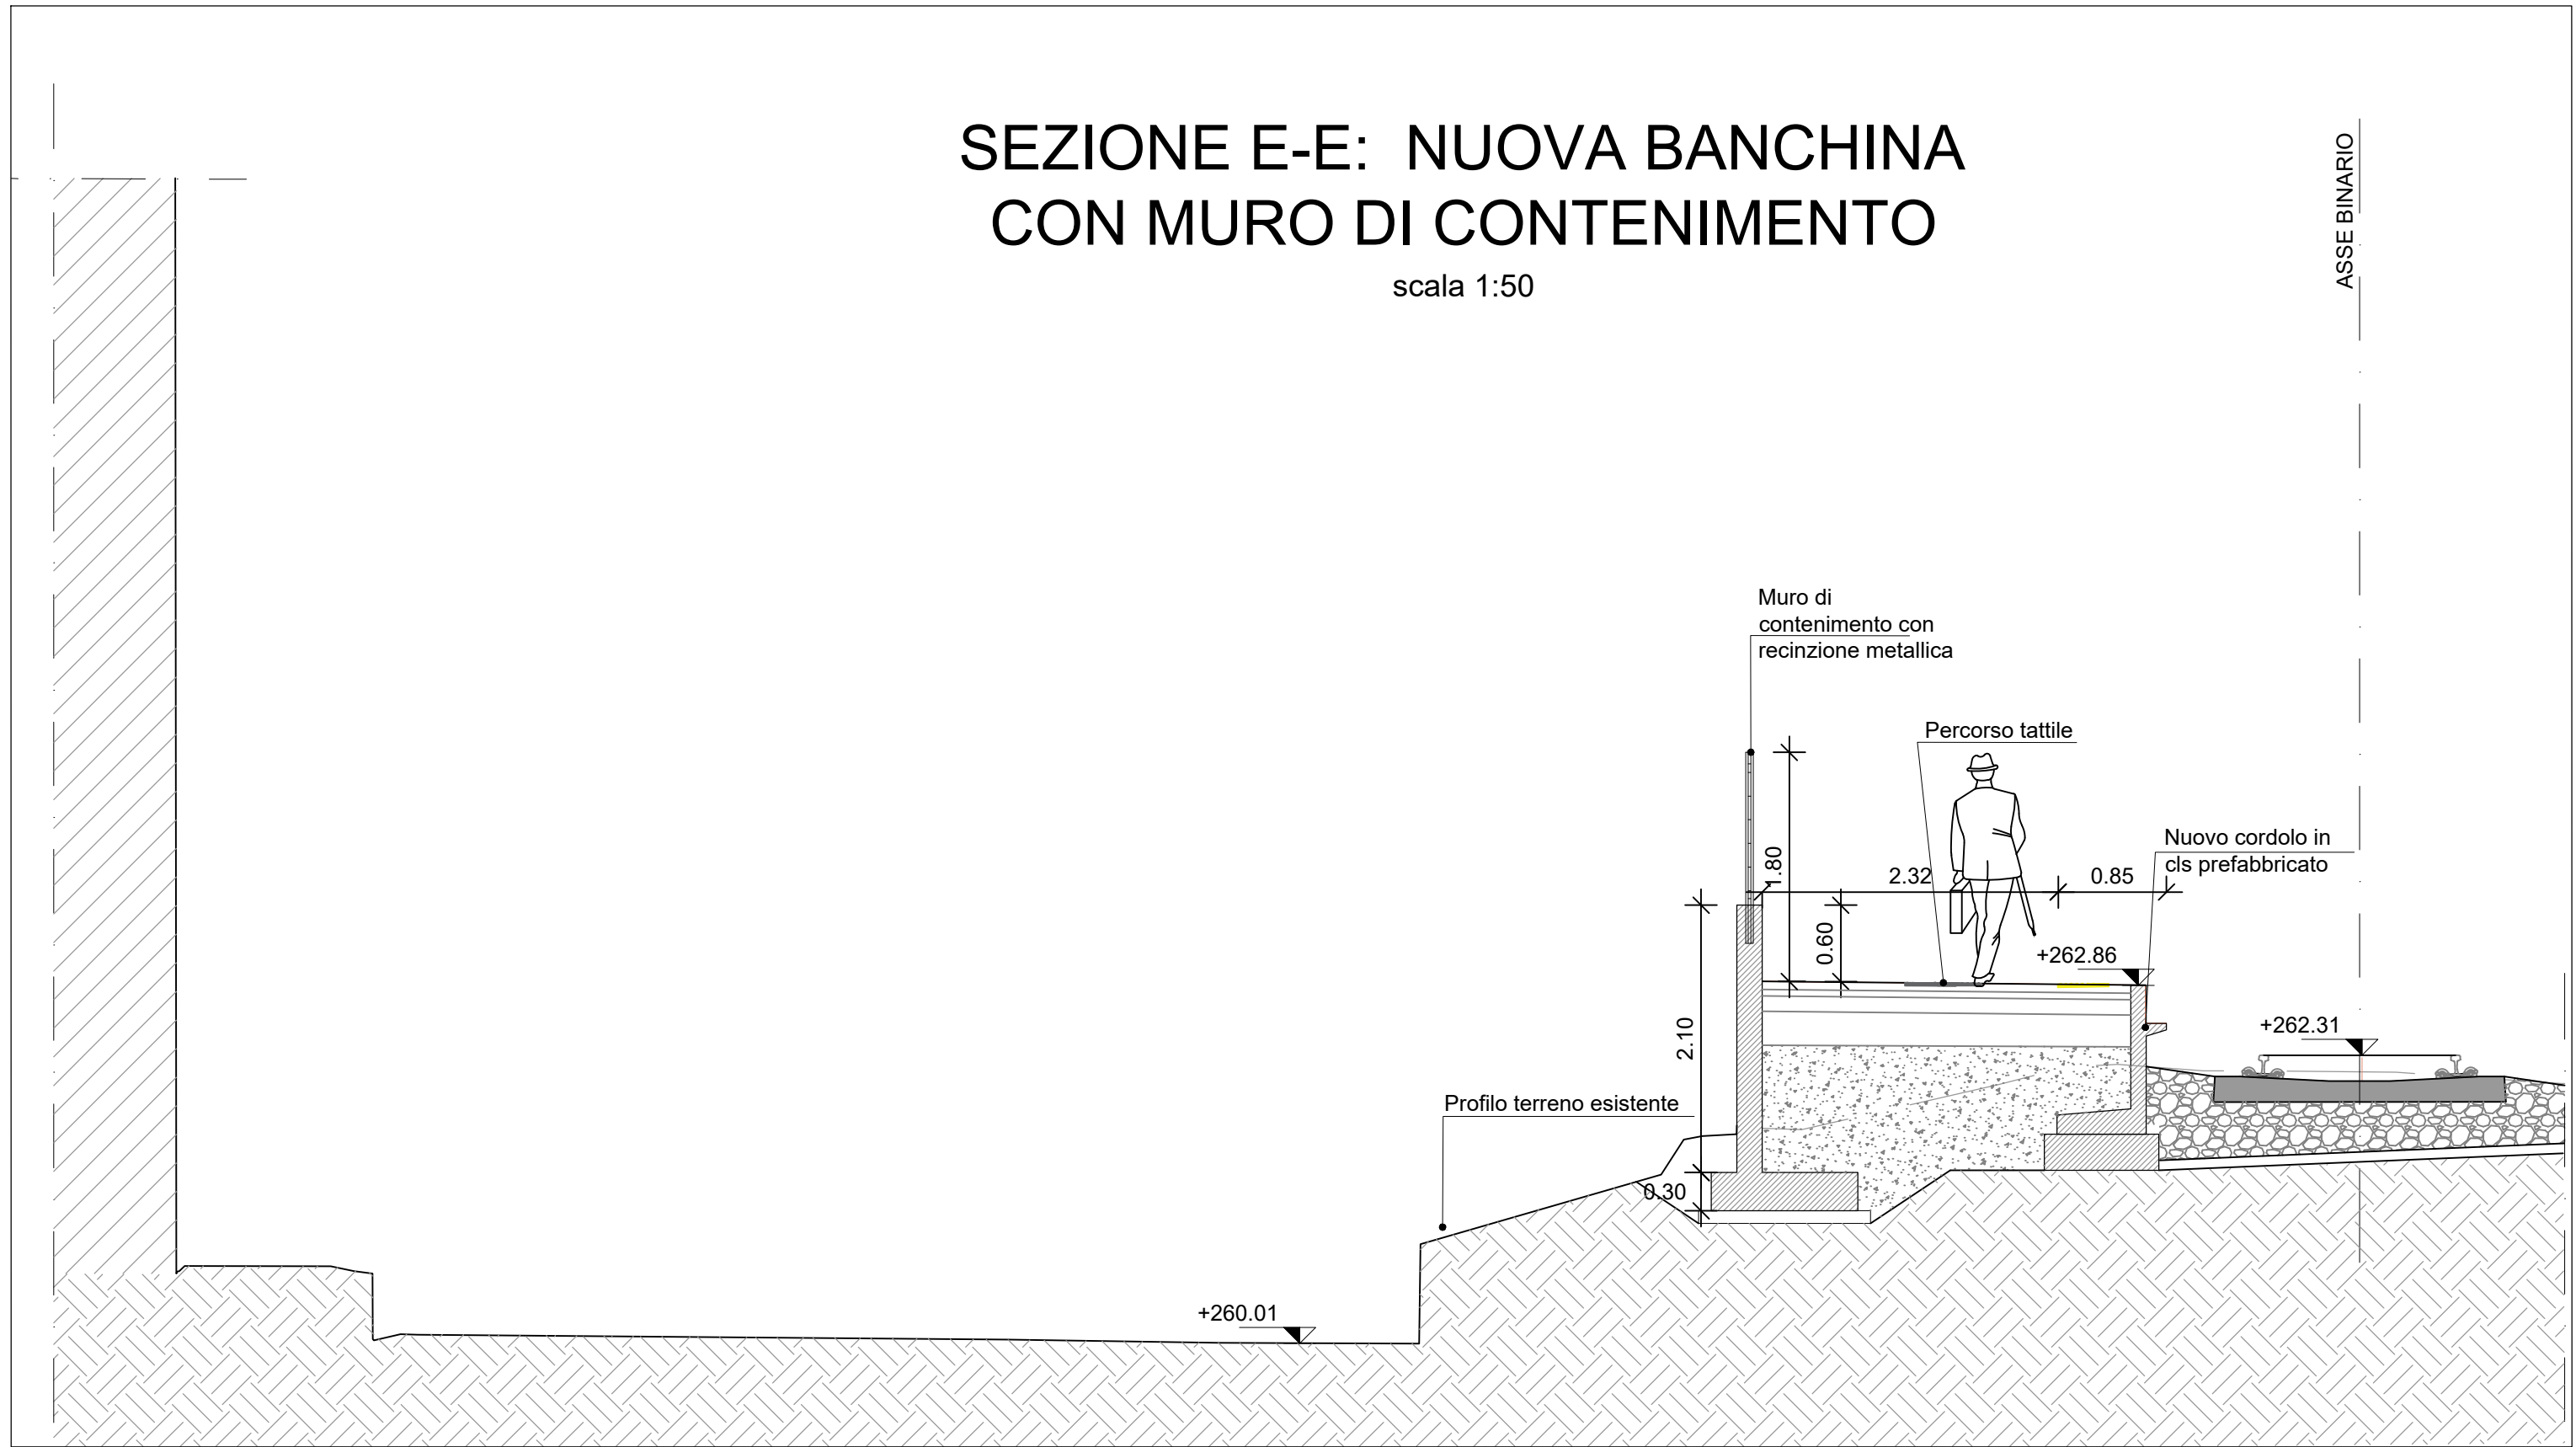 SEZIONE E-E: NUOVA BANCHINA
CON MURO DI CONTENIMENTO
scala 1:50
ASSE BINARIO
Muro di
contenimento con
recinzione metallica
Percorso tattile
Nuovo cordolo in
cls prefabbricato
1.80
2.32
0.85
0.60
+262.86
2.10
+262.31
Profilo terreno esistente
0.30
+260.01